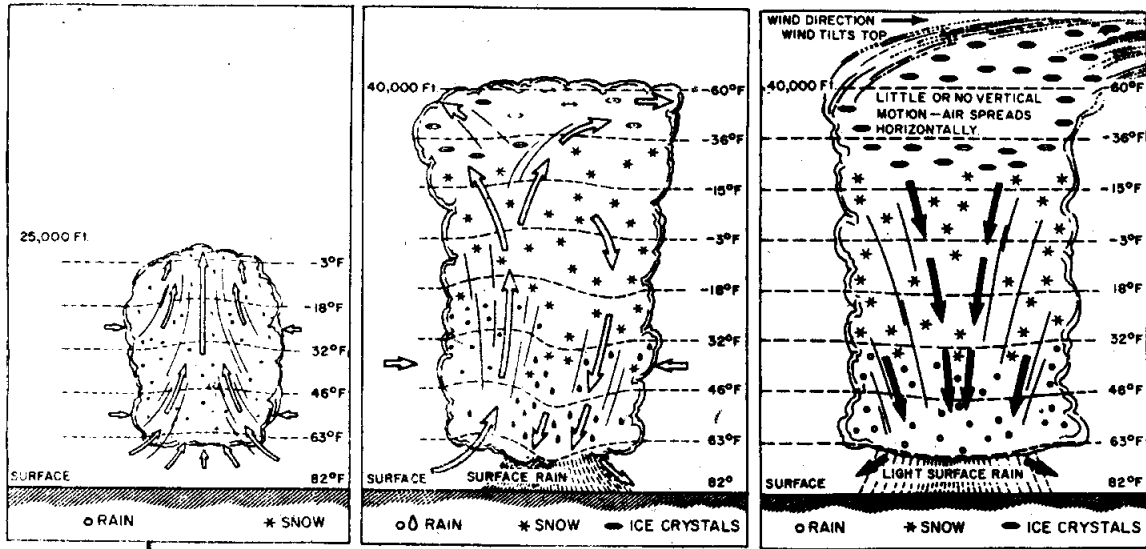 25,000 Ft.
-3°F
-18°F
32°F
46°F
63°F
SURFACE 82°F
RAIN SNOW
40,000 Ft. -60°F
-36°F
-15°F
-3°F
-18°F
32°F
46°F
63°F
SURFACE SURFACE RAIN 82°
RAIN SNOW ICE CRYSTALS
WIND DIRECTION
WIND TILTS TOP
40,000 Ft. -60°F
LITTLE OR NO VERTICAL
MOTION — AIR SPREADS
HORIZONTALLY
-36°F
-15°F
-3°F
-18°F
32°F
46°F
63°F
SURFACE LIGHT SURFACE RAIN 82°F
RAIN SNOW ICE CRYSTALS